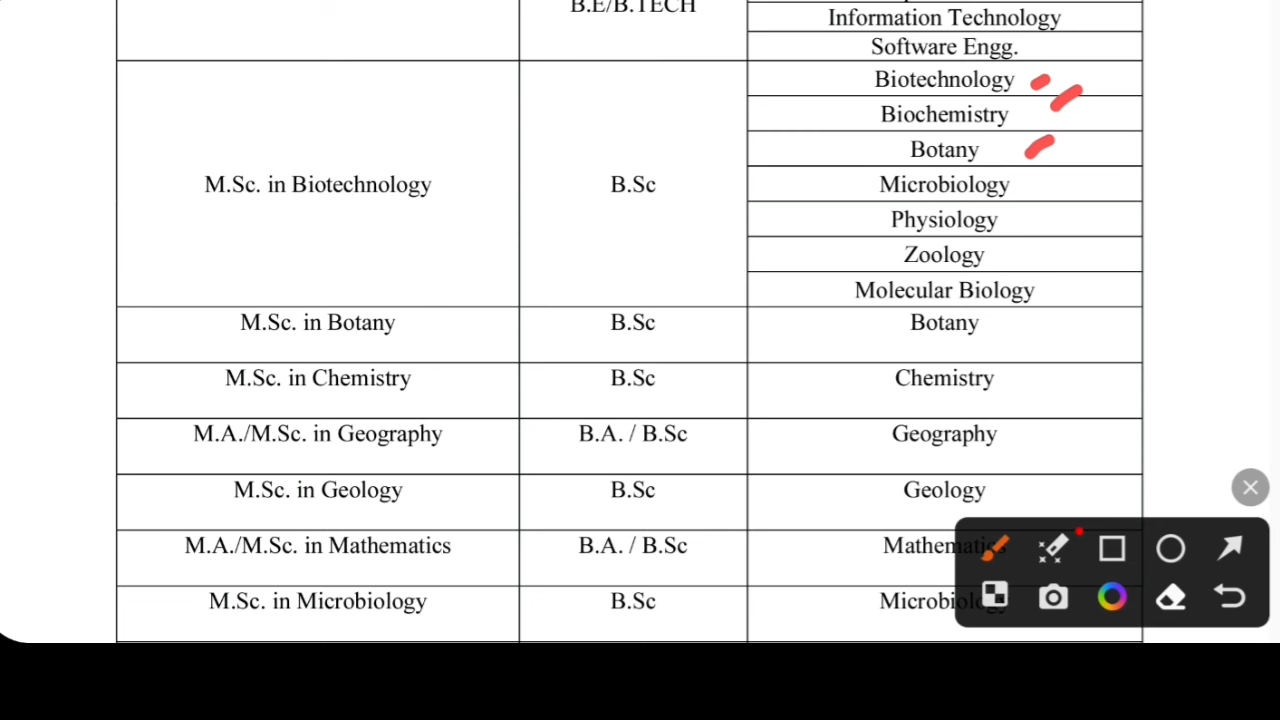 B.E/B.TECH
Information Technology
Software Engg.
M.Sc. in Biotechnology B.Sc Biotechnology
Biochemistry
Botany
Microbiology
Physiology
Zoology
Molecular Biology
M.Sc. in Botany B.Sc Botany
M.Sc. in Chemistry B.Sc Chemistry
M.A./M.Sc. in Geography B.A. / B.Sc Geography
M.Sc. in Geology B.Sc Geology
M.A./M.Sc. in Mathematics B.A. / B.Sc Mathematics
M.Sc. in Microbiology B.Sc Microbiology